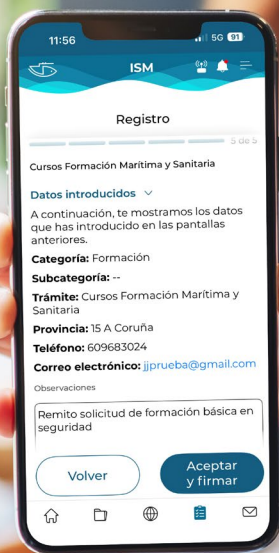 11:56
5G 91
ISM
Registro
5 de 5
Cursos Formación Marítima y Sanitaria
Datos introducidos
A continuación, te mostramos los datos
que has introducido en las pantallas
anteriores.
Categoría: Formación
Subcategoría: --
Trámite: Cursos Formación Marítima y
Sanitaria
Provincia: 15 A Coruña
Teléfono: 609683024
Correo electrónico: jjprueba@gmail.com
Observaciones
Remito solicitud de formación básica en
seguridad
Volver
Aceptar
y firmar